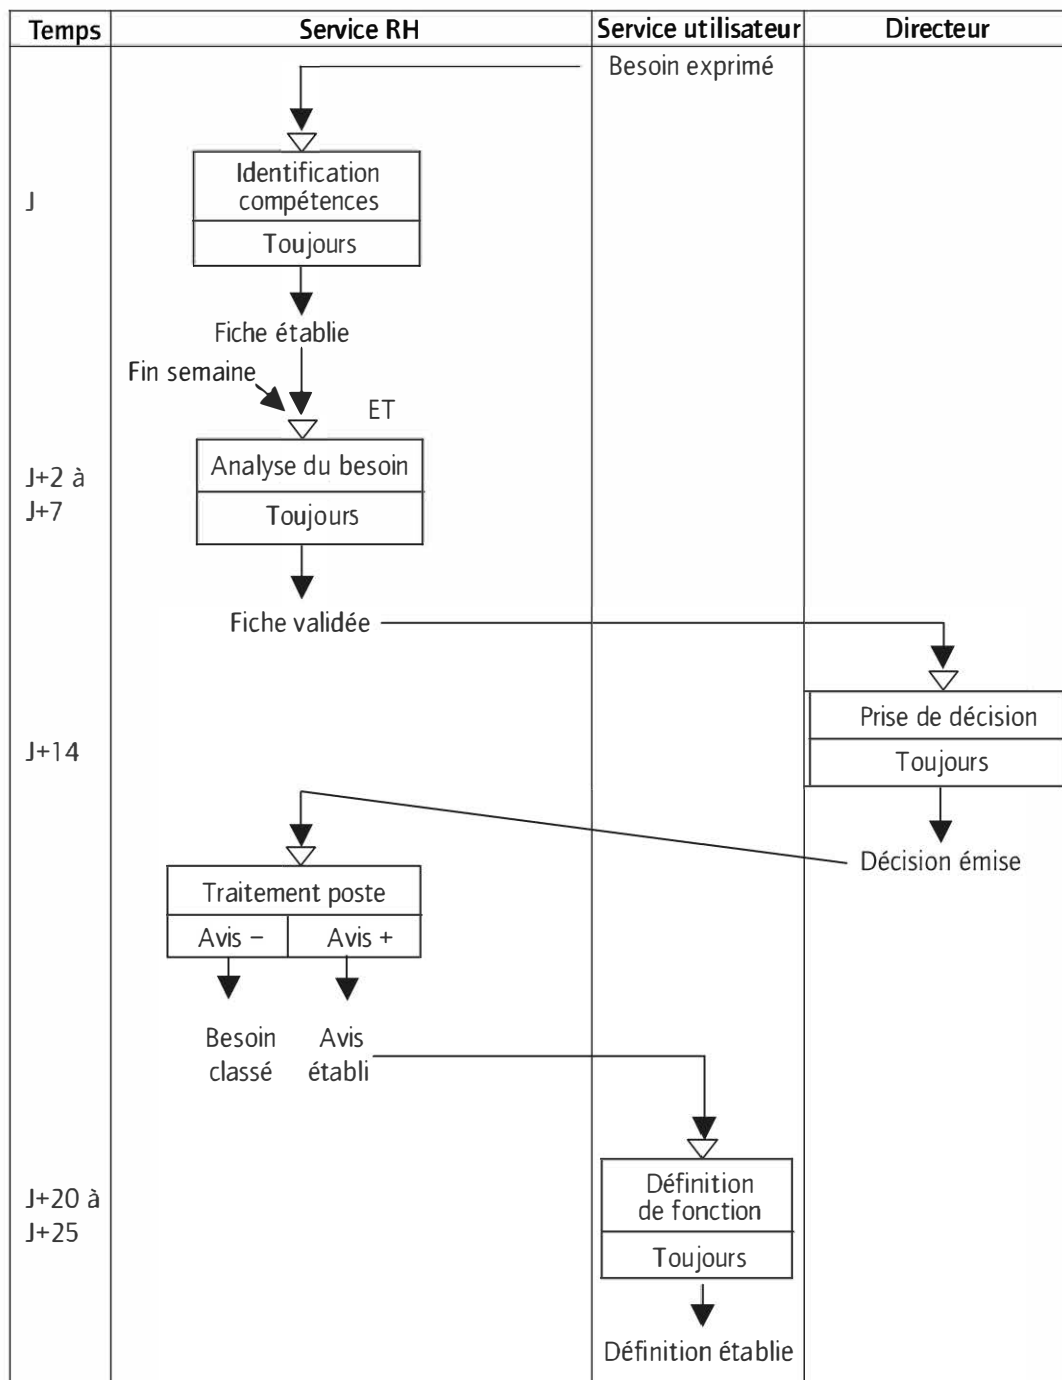 Temps Service RH Service utilisateur Directeur
Besoin exprimé
Identification
compétences
J
Toujours
Fiche établie
Fin semaine
ET
Analyse du besoin
J+2 à
J+7
Toujours
Fiche validée
Prise de décision
J+14
Toujours
Décision émise
Traitement poste
Avis – Avis +
Besoin
classé
Avis
établi
Définition
de fonction
J+20 à
J+25
Toujours
Définition établie